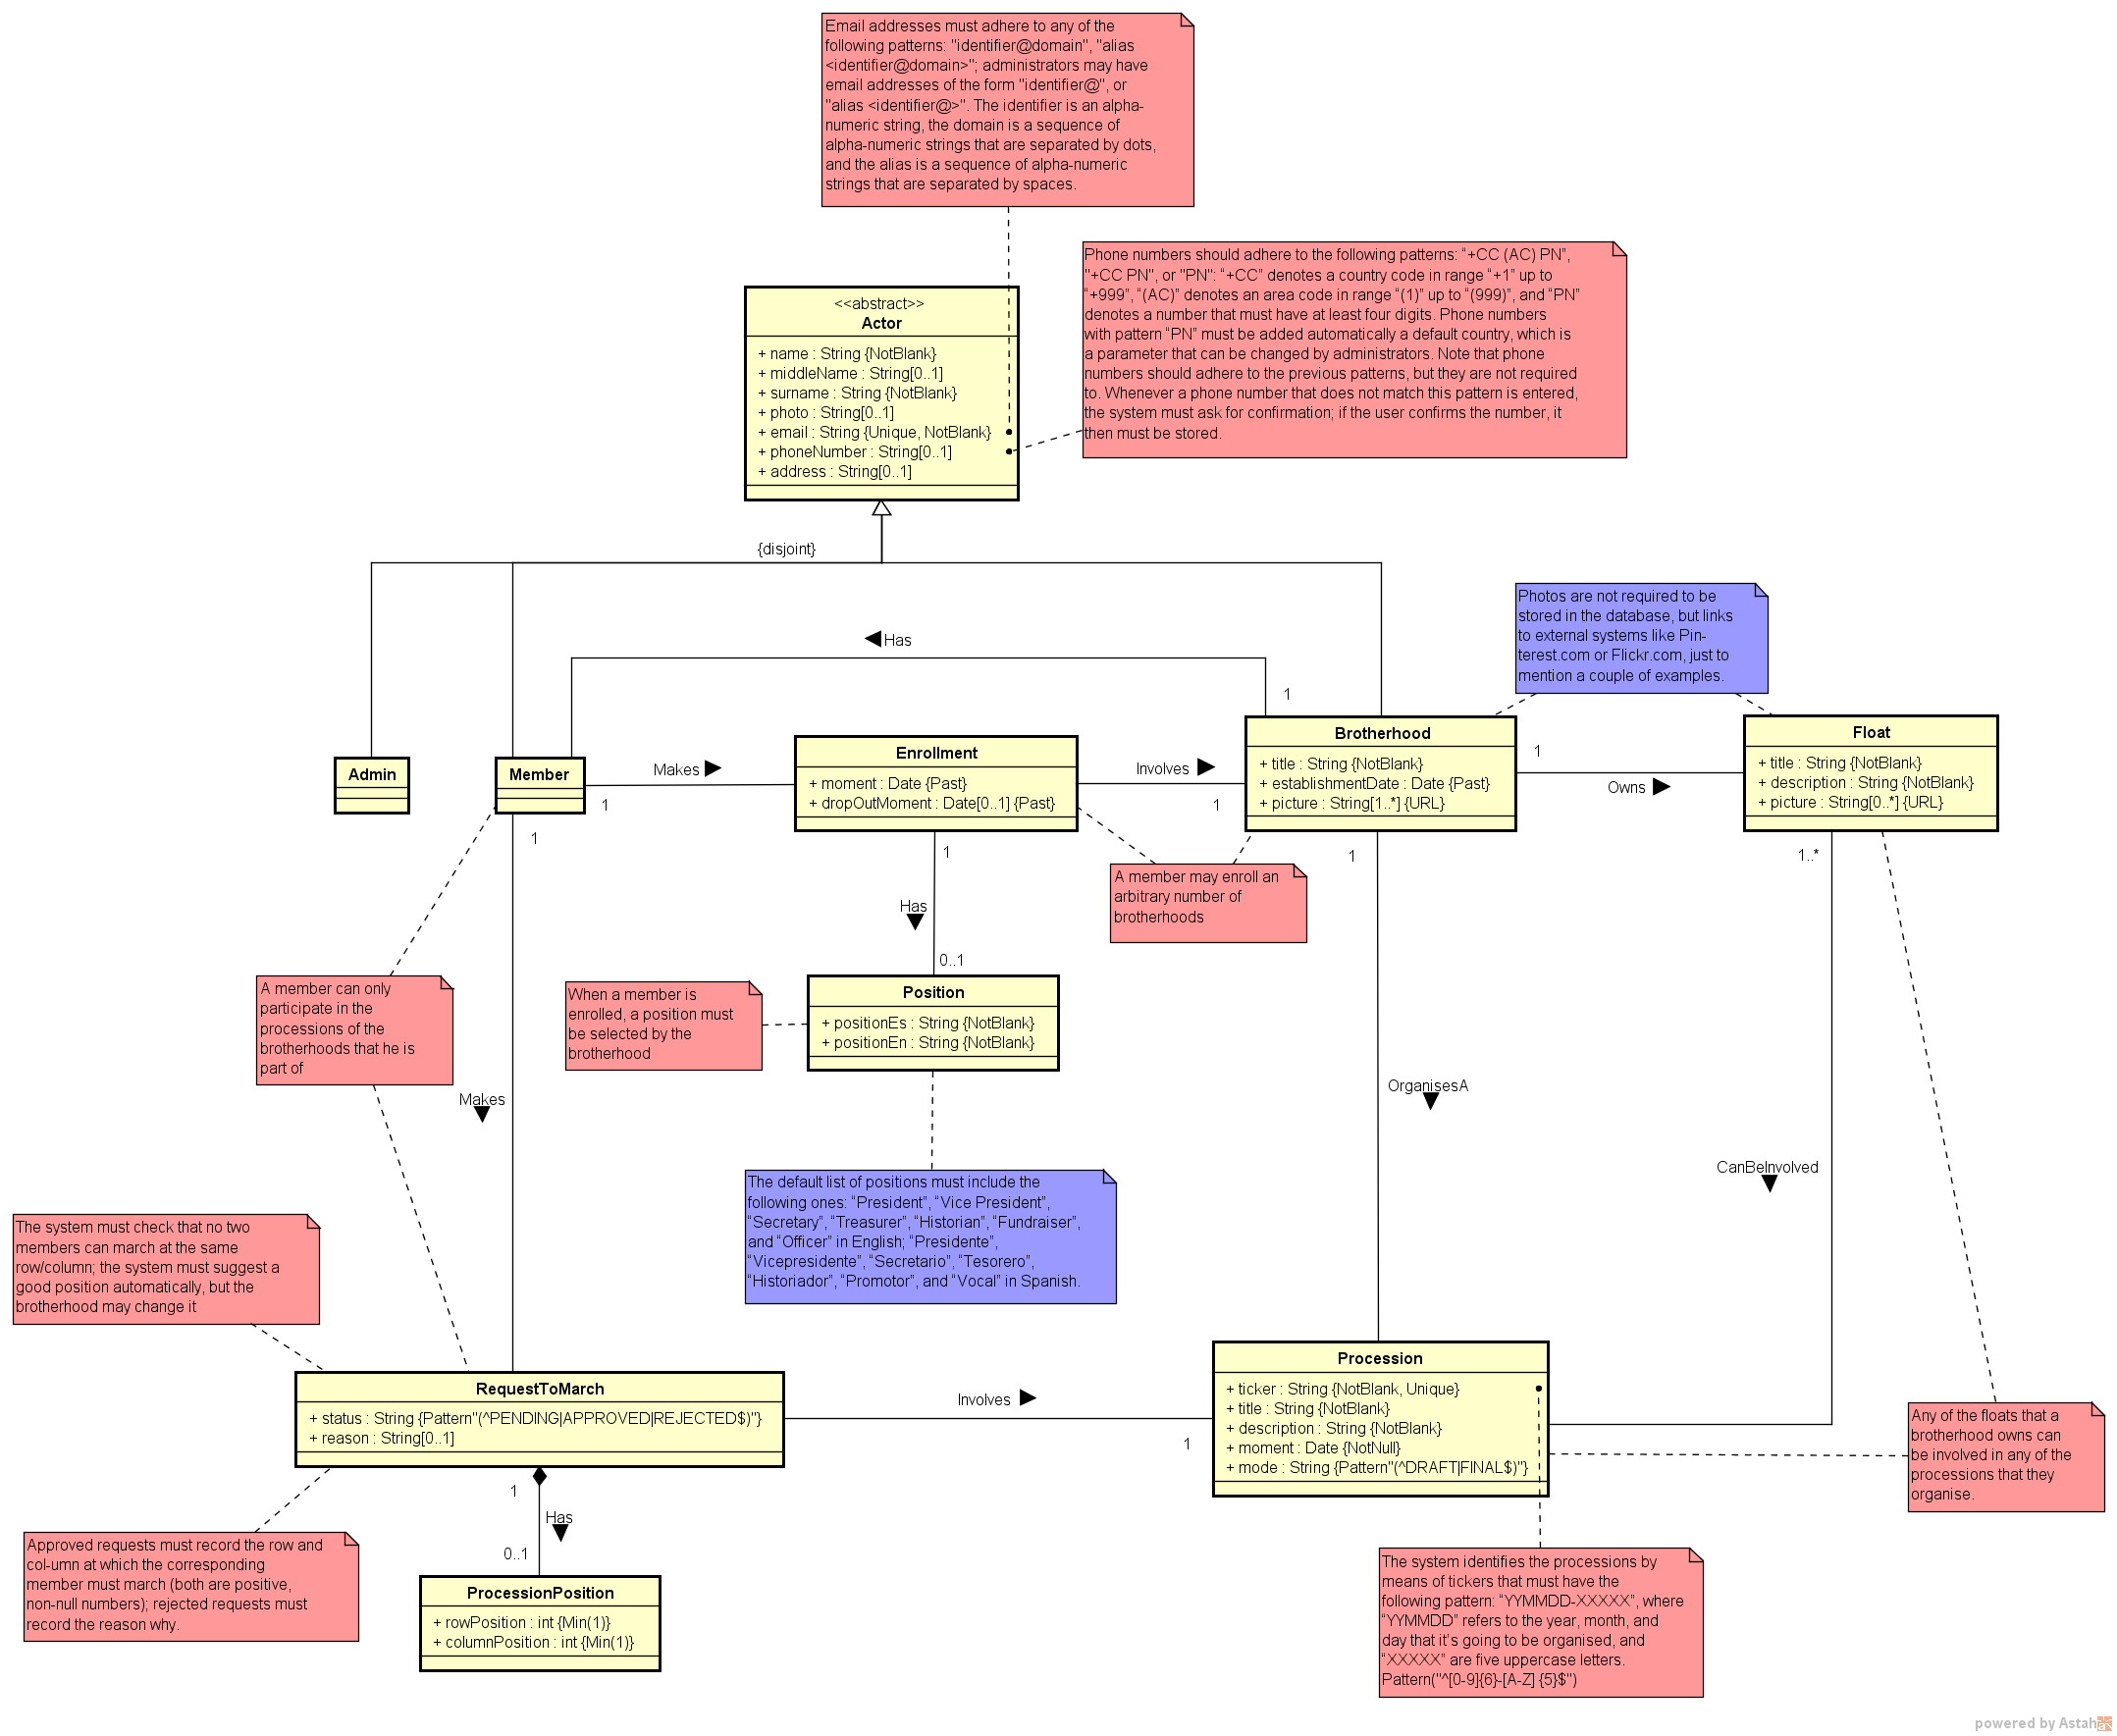 Email addresses must adhere to any of the
following patterns: "identifier@domain", "alias
<identifier@domain>"; administrators may have
email addresses of the form "identifier@", or
"alias <identifier@>". The identifier is an alpha-
numeric string, the domain is a sequence of
alpha-numeric strings that are separated by dots,
and the alias is a sequence of alpha-numeric
strings that are separated by spaces.
Phone numbers should adhere to the following patterns: “+CC (AC) PN”,
"+CC PN", or "PN": “+CC” denotes a country code in range “+1” up to
“+999”, “(AC)” denotes an area code in range “(1)” up to “(999)”, and “PN”
denotes a number that must have at least four digits. Phone numbers
with pattern “PN” must be added automatically a default country, which is
a parameter that can be changed by administrators. Note that phone
numbers should adhere to the previous patterns, but they are not required
to. Whenever a phone number that does not match this pattern is entered,
the system must ask for confirmation; if the user confirms the number, it
then must be stored.
<<abstract>>
Actor
+ name : String {NotBlank}
+ middleName : String[0..1]
+ surname : String {NotBlank}
+ photo : String[0..1]
+ email : String {Unique, NotBlank}
+ phoneNumber : String[0..1]
+ address : String[0..1]
{disjoint}
Photos are not required to be
stored in the database, but links
to external systems like Pin-
terest.com or Flickr.com, just to
mention a couple of examples.
Has
1
Admin
Member
Makes
1
Enrollment
+ moment : Date {Past}
+ dropOutMoment : Date[0..1] {Past}
Involves
1
Brotherhood
+ title : String {NotBlank}
+ establishmentDate : Date {Past}
+ picture : String[1..*] {URL}
1
Owns
Float
+ title : String {NotBlank}
+ description : String {NotBlank}
+ picture : String[0..*] {URL}
1
1
1
1..*
A member may enroll an
arbitrary number of
brotherhoods
Has
0..1
A member can only
participate in the
processions of the
brotherhoods that he is
part of
When a member is
enrolled, a position must
be selected by the
brotherhood
Position
+ positionEs : String {NotBlank}
+ positionEn : String {NotBlank}
Makes
OrganisesA
CanBeInvolved
The default list of positions must include the
following ones: “President”, “Vice President”,
“Secretary”, “Treasurer”, “Historian”, “Fundraiser”,
and “Officer” in English; “Presidente”,
“Vicepresidente”, “Secretario”, “Tesorero”,
“Historiador”, “Promotor”, and “Vocal” in Spanish.
The system must check that no two
members can march at the same
row/column; the system must suggest a
good position automatically, but the
brotherhood may change it
RequestToMarch
+ status : String {Pattern"(^PENDING|APPROVED|REJECTED$)"}
+ reason : String[0..1]
Involves
1
Procession
+ ticker : String {NotBlank, Unique}
+ title : String {NotBlank}
+ description : String {NotBlank}
+ moment : Date {NotNull}
+ mode : String {Pattern"(^DRAFT|FINAL$)"}
Any of the floats that a
brotherhood owns can
be involved in any of the
processions that they
organise.
1
Has
0..1
Approved requests must record the row and
col-umn at which the corresponding
member must march (both are positive,
non-null numbers); rejected requests must
record the reason why.
ProcessionPosition
+ rowPosition : int {Min(1)}
+ columnPosition : int {Min(1)}
The system identifies the processions by
means of tickers that must have the
following pattern: “YYMMDD-XXXXX”, where
“YYMMDD” refers to the year, month, and
day that it’s going to be organised, and
“XXXXX” are five uppercase letters.
Pattern("^[0-9]{6}-[A-Z] {5}$")
powered by Astah